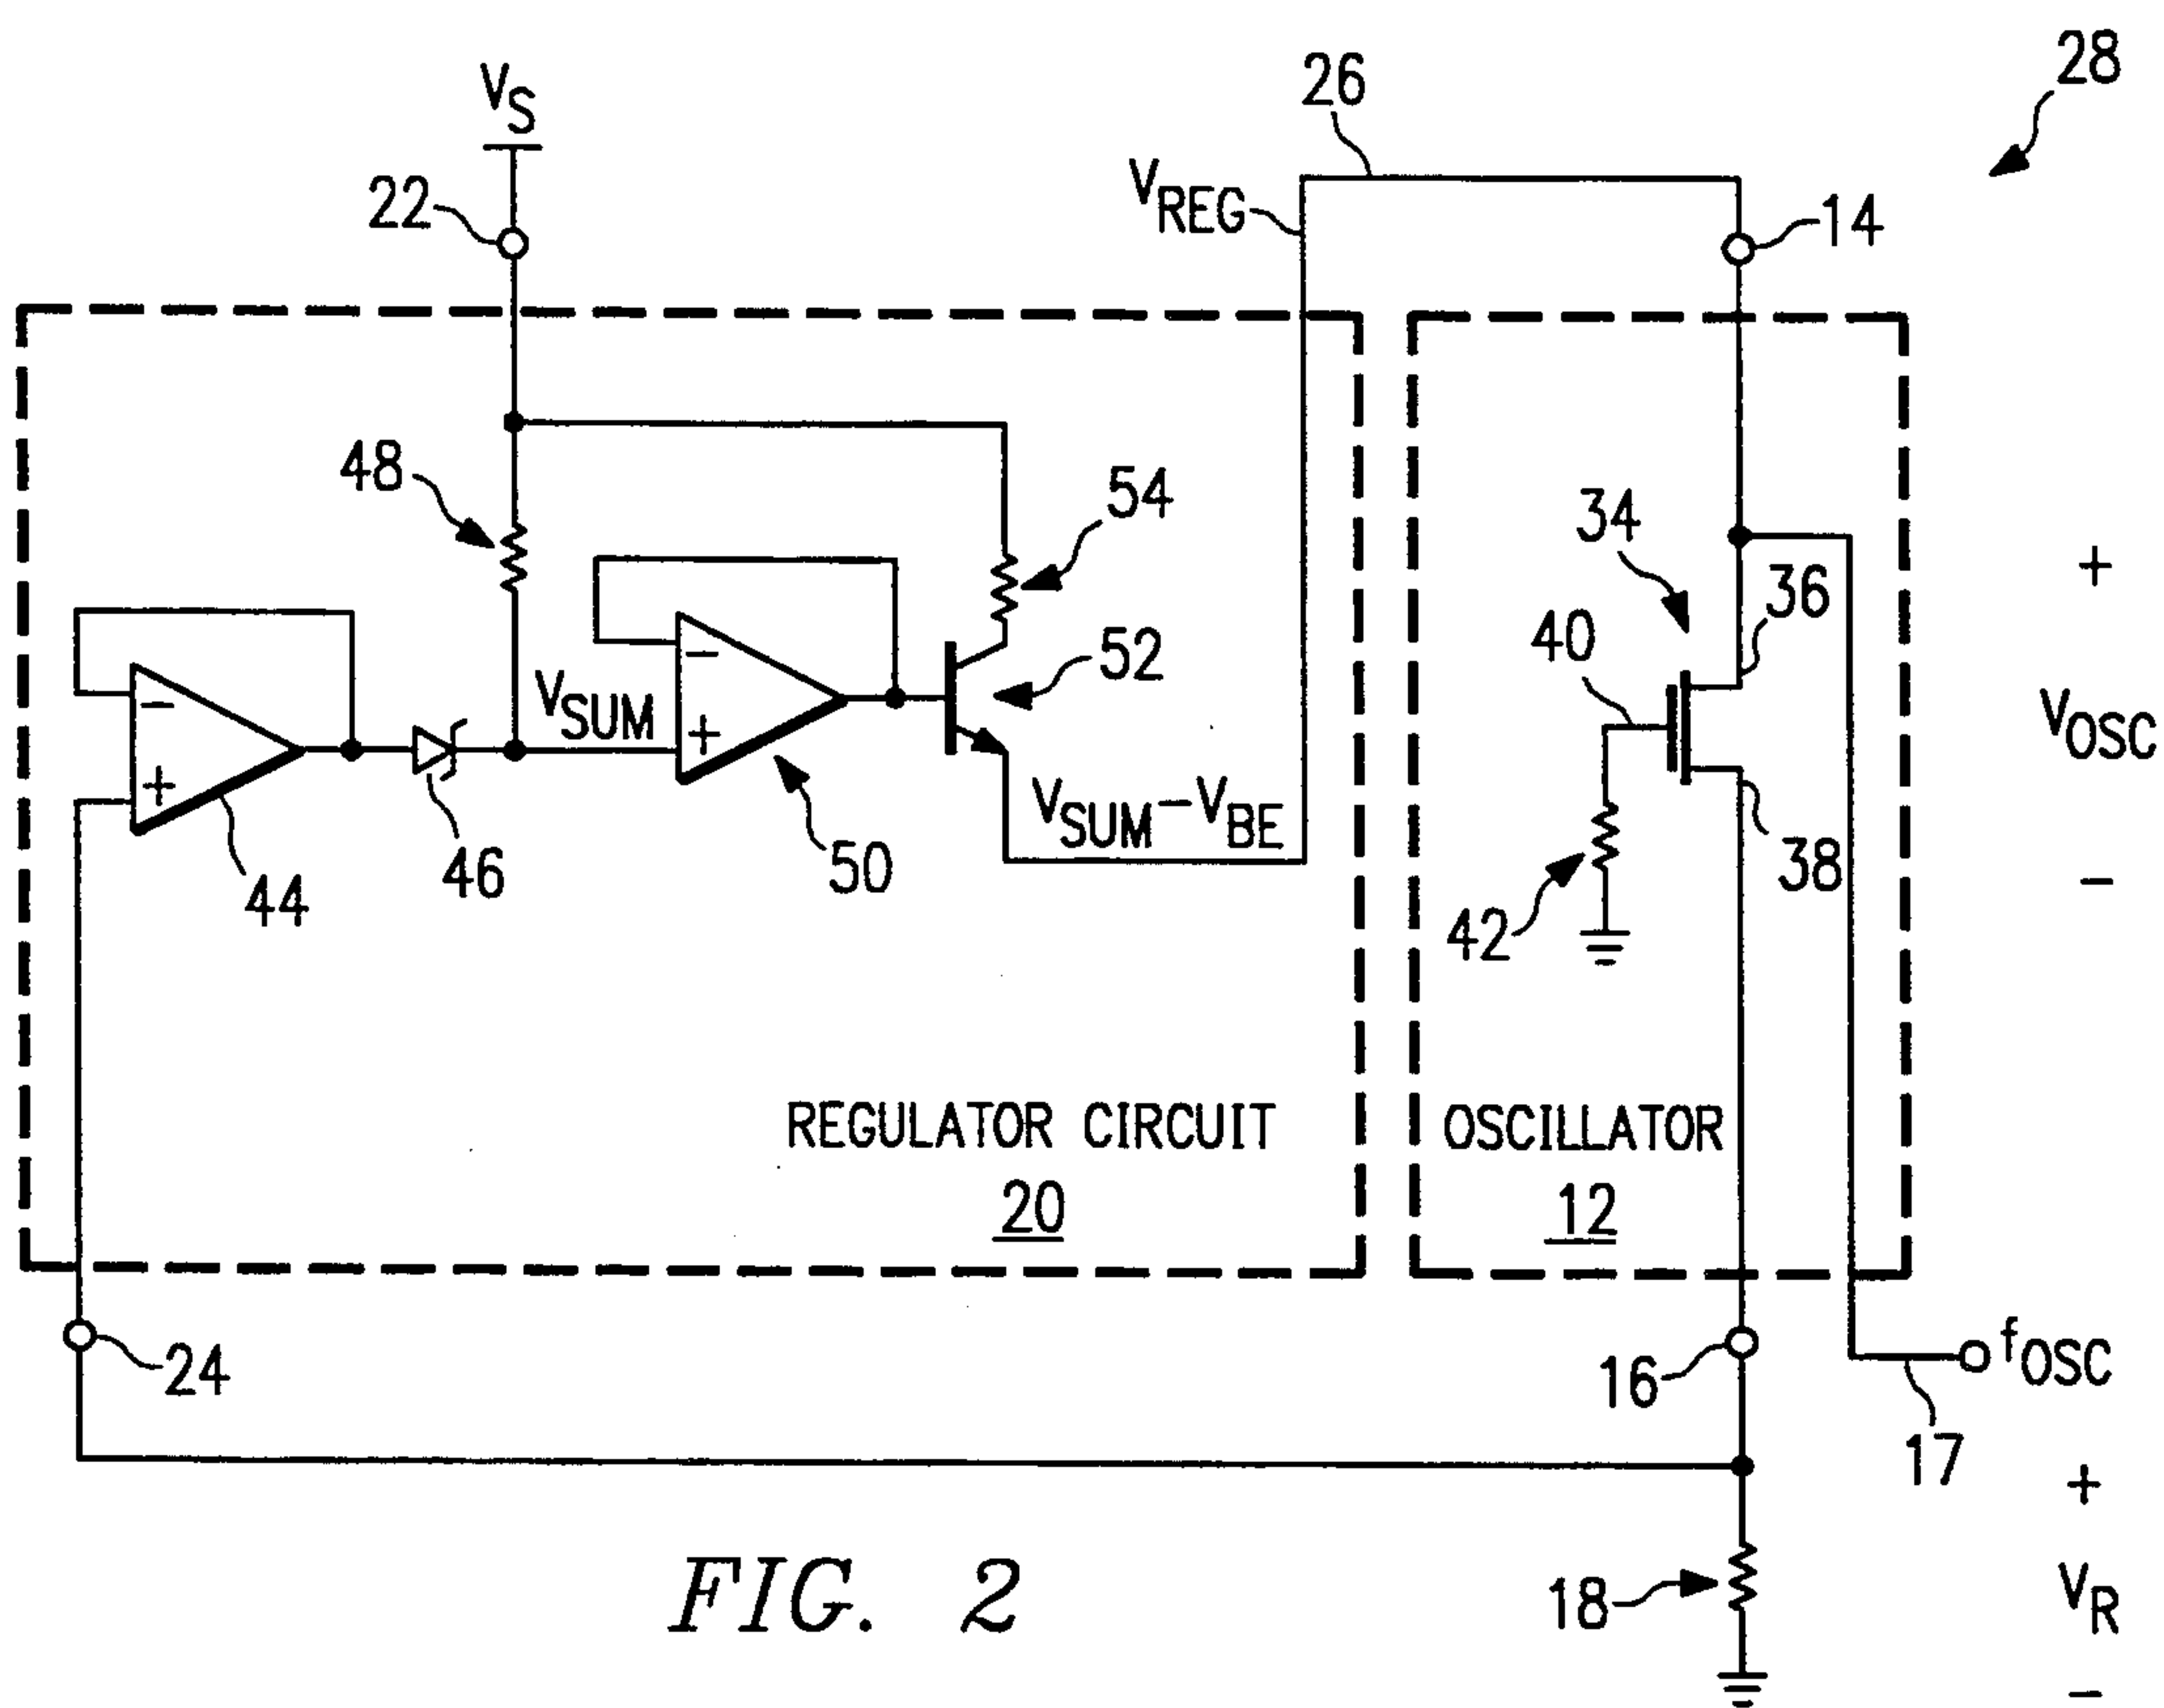 28
26
V_S
V_REG
22
14
48
54
34
36
+
40
52
V_SUM
−
+
−
+
V_OSC
V_SUM−V_BE
38
−
50
46
44
42
REGULATOR CIRCUIT
20
OSCILLATOR
12
24
16
f_OSC
17
+
FIG. 2
18
V_R
−